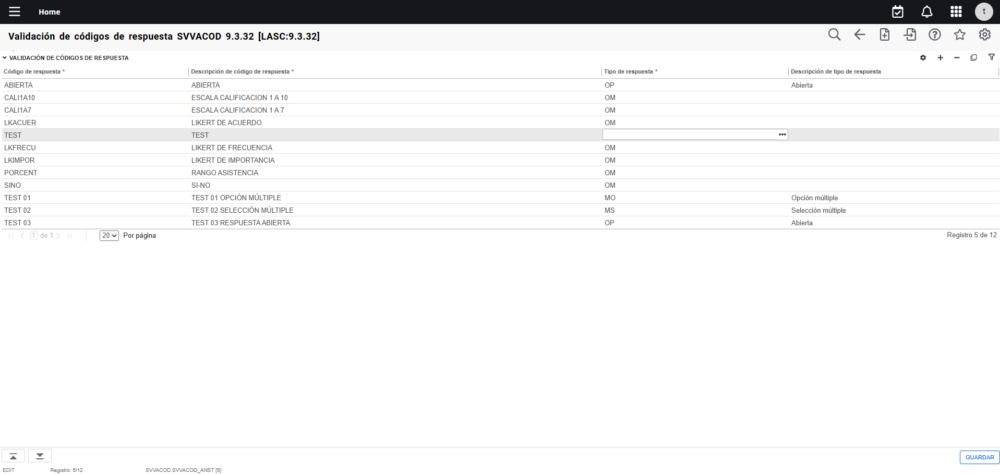 Home
t
Validación de códigos de respuesta SVVACOD 9.3.32 [LASC:9.3.32]
VALIDACIÓN DE CÓDIGOS DE RESPUESTA
Código de respuesta * Descripción de código de respuesta * Tipo de respuesta * Descripción de tipo de respuesta
ABIERTA ABIERTA OP Abierta
CALI1A10 ESCALA CALIFICACION 1 A 10 OM
CALI1A7 ESCALA CALIFICACION 1 A 7 OM
LKACUER LIKERT DE ACUERDO OM
TEST TEST
LKFRECU LIKERT DE FRECUENCIA OM
LKIMPOR LIKERT DE IMPORTANCIA OM
PORCENT RANGO ASISTENCIA OM
SINO SI-NO OM
TEST 01 TEST 01 OPCIÓN MÚLTIPLE MO Opción múltiple
TEST 02 TEST 02 SELECCIÓN MÚLTIPLE MS Selección múltiple
TEST 03 TEST 03 RESPUESTA ABIERTA OP Abierta
1 de 1 20 Por página Registro 5 de 12
GUARDAR
EDIT Registro: 5/12 SVVACOD.SVVACOD_ANST [5]